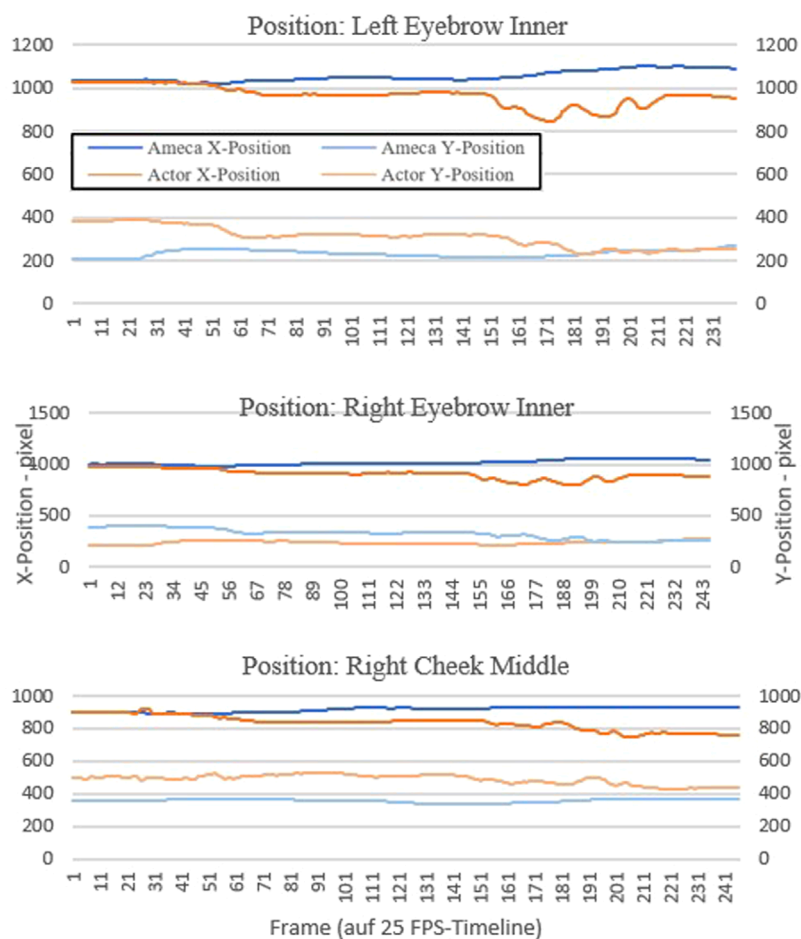 Position: Left Eyebrow Inner
1200 1200
1000 1000
800 800
Ameca X-Position Ameca Y-Position
Actor X-Position Actor Y-Position
600 600
400 400
200 200
0 0
1 11 21 31 41 51 61 71 81 91 101 111 121 131 141 151 161 171 181 191 201 211 221 231
Position: Right Eyebrow Inner
1500 1500
1000 1000
500 500
0 0
X-Position - pixel
Y-Position - pixel
1 12 23 34 45 56 67 78 89 100 111 122 133 144 155 166 177 188 199 210 221 232 243
Position: Right Cheek Middle
1000 1000
800 800
600 600
400 400
200 200
0 0
1 11 21 31 41 51 61 71 81 91 101 111 121 131 141 151 161 171 181 191 201 211 221 231 241
Frame (auf 25 FPS-Timeline)